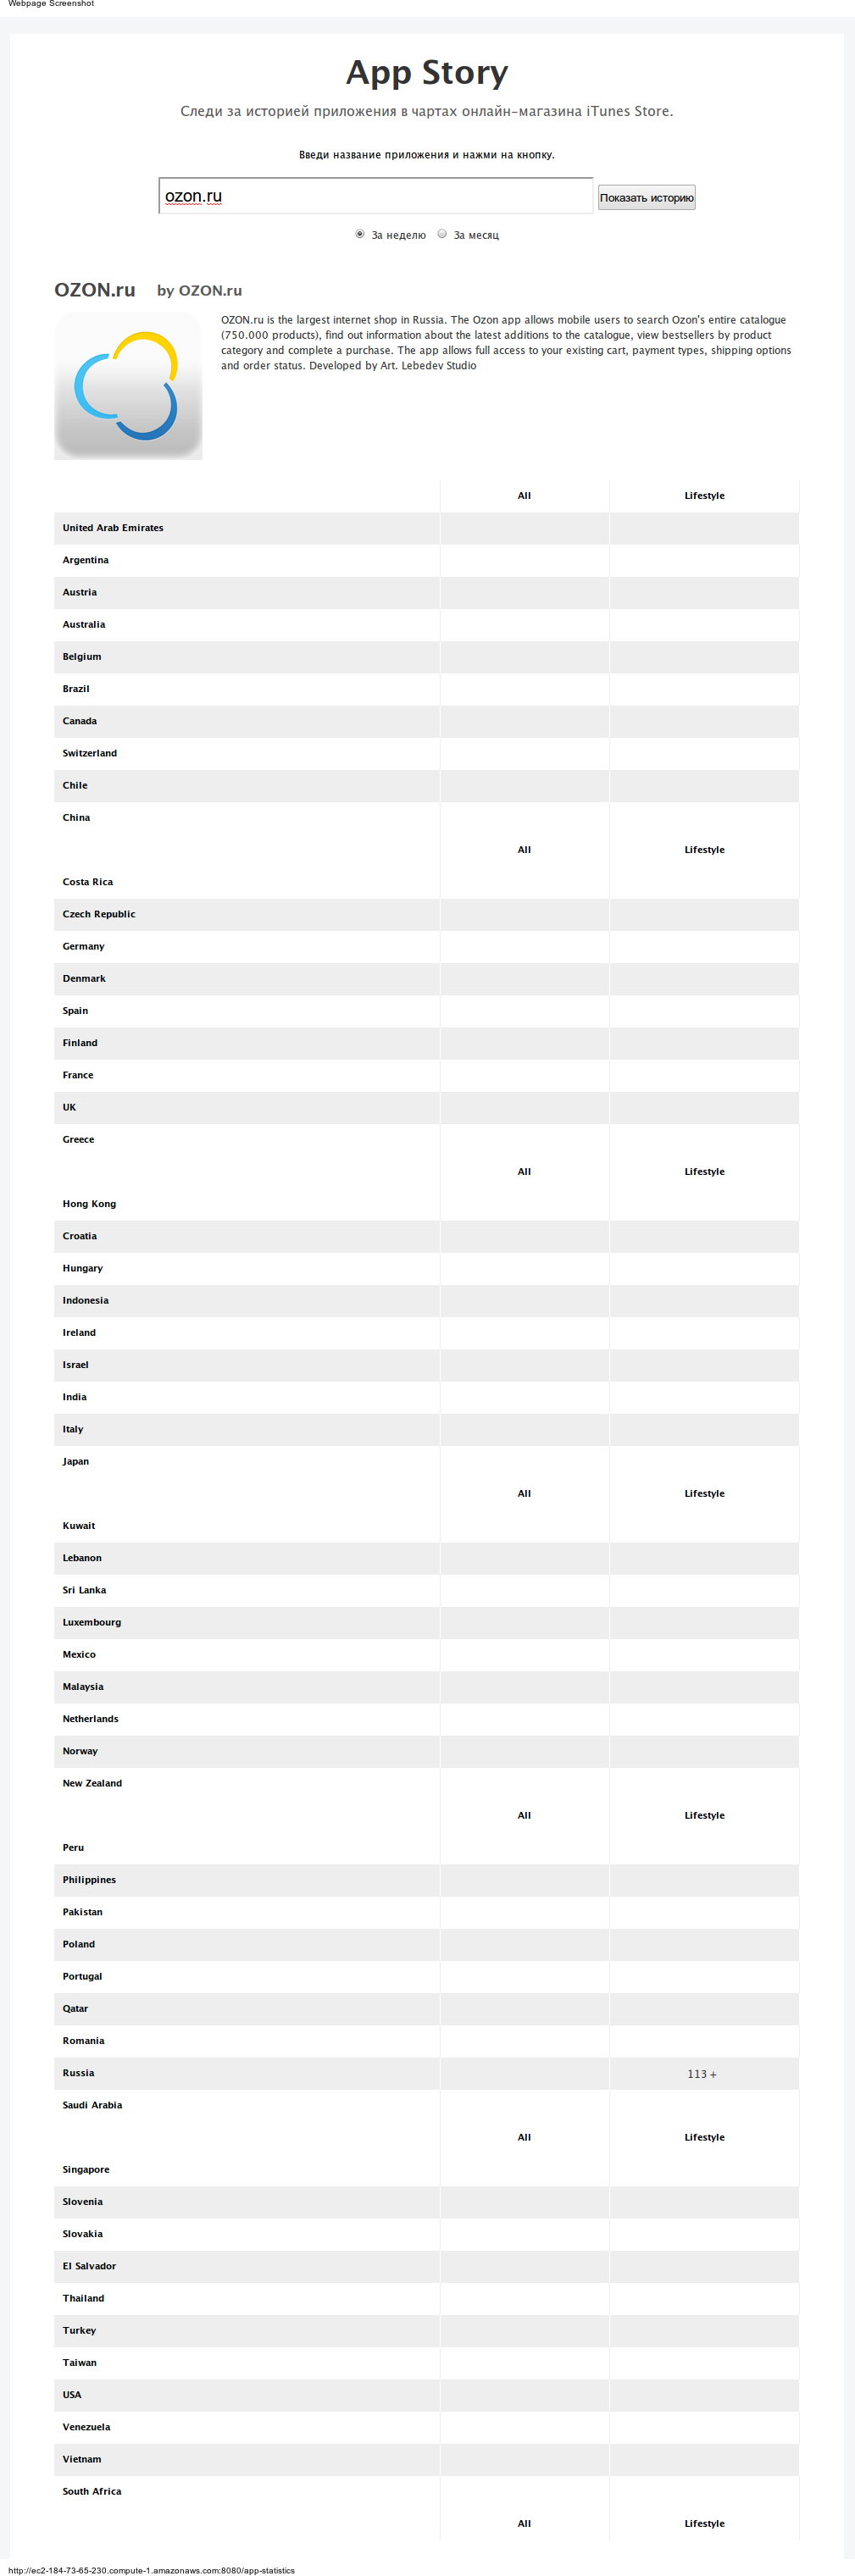 Webpage Screenshot
App Story
Следи за историей приложения в чартах онлайн-магазина iTunes Store.
Введи название приложения и нажми на кнопку.
ozon.ru Показать историю
За неделю За месяц
OZON.ru by OZON.ru
OZON.ru is the largest internet shop in Russia. The Ozon app allows mobile users to search Ozon's entire catalogue
(750.000 products), find out information about the latest additions to the catalogue, view bestsellers by product
category and complete a purchase. The app allows full access to your existing cart, payment types, shipping options
and order status. Developed by Art. Lebedev Studio
All Lifestyle
United Arab Emirates
Argentina
Austria
Australia
Belgium
Brazil
Canada
Switzerland
Chile
China
All Lifestyle
Costa Rica
Czech Republic
Germany
Denmark
Spain
Finland
France
UK
Greece
All Lifestyle
Hong Kong
Croatia
Hungary
Indonesia
Ireland
Israel
India
Italy
Japan
All Lifestyle
Kuwait
Lebanon
Sri Lanka
Luxembourg
Mexico
Malaysia
Netherlands
Norway
New Zealand
All Lifestyle
Peru
Philippines
Pakistan
Poland
Portugal
Qatar
Romania
Russia 113 +
Saudi Arabia
All Lifestyle
Singapore
Slovenia
Slovakia
El Salvador
Thailand
Turkey
Taiwan
USA
Venezuela
Vietnam
South Africa
All Lifestyle
http://ec2-184-73-65-230.compute-1.amazonaws.com:8080/app-statistics